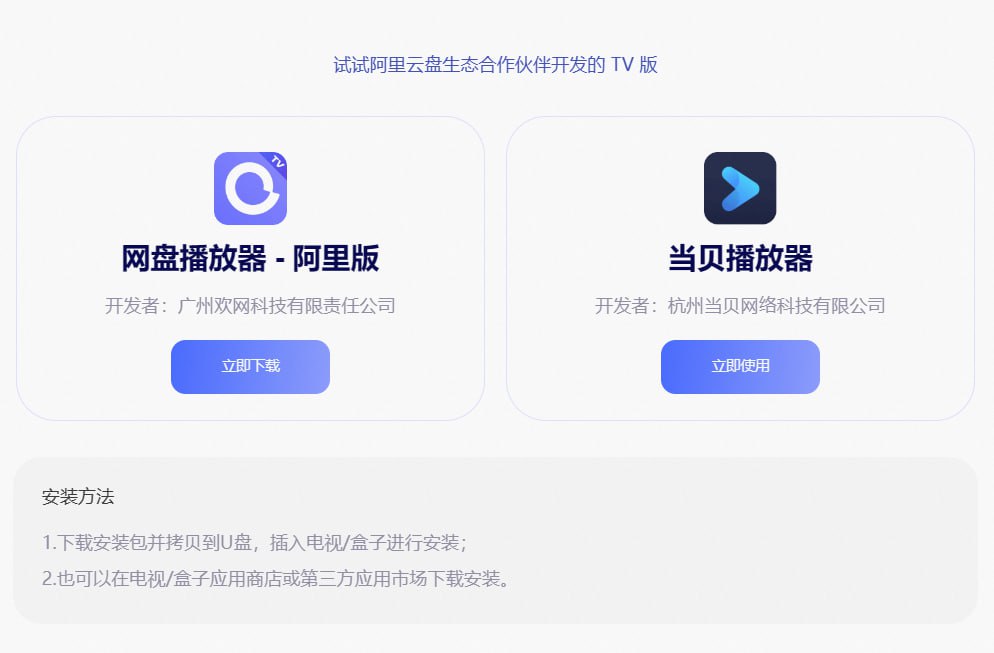 试试阿里云盘生态合作伙伴开发的 TV 版
TV
网盘播放器 - 阿里版
开发者：广州欢网科技有限责任公司
立即下载
当贝播放器
开发者：杭州当贝网络科技有限公司
立即使用
安装方法
1.下载安装包并拷贝到U盘，插入电视/盒子进行安装；
2.也可以在电视/盒子应用商店或第三方应用市场下载安装。